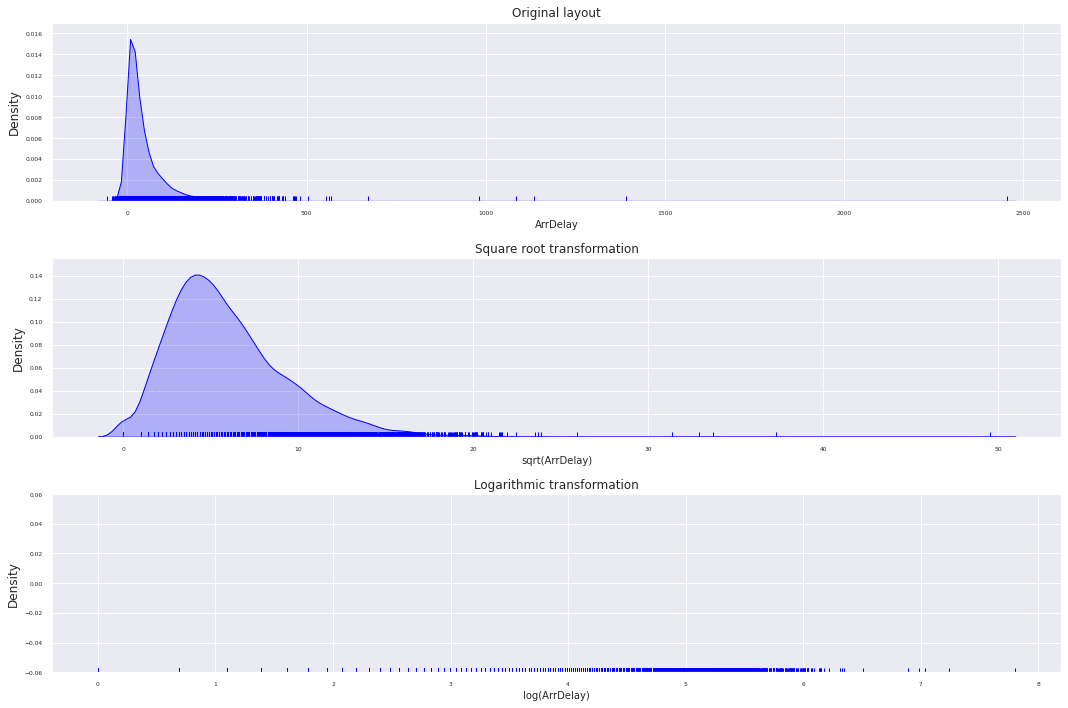 Original layout
0.016
0.014
0.012
0.010
0.008
0.006
0.004
0.002
0.000
Density
0 500 1000 1500 2000 2500
ArrDelay
Square root transformation
0.14
0.12
0.10
0.08
0.06
0.04
0.02
0.00
Density
0 10 20 30 40 50
sqrt(ArrDelay)
Logarithmic transformation
0.06
0.04
0.02
0.00
−0.02
−0.04
−0.06
Density
0 1 2 3 4 5 6 7 8
log(ArrDelay)